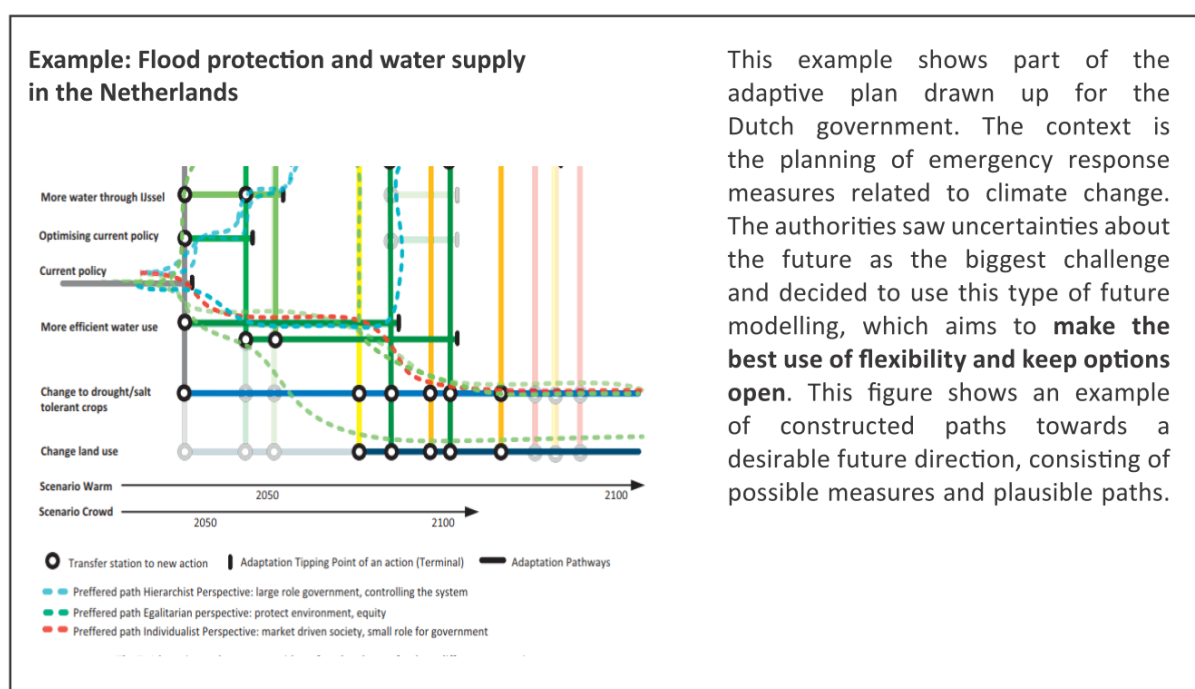 Example: Flood protection and water supply
in the Netherlands
More water through IJssel
Optimising current policy
Current policy
More efficient water use
Change to drought/salt
tolerant crops
Change land use
Scenario Warm
2050
2100
Scenario Crowd
2050
2100
Transfer station to new action
Adaptation Tipping Point of an action (Terminal)
Adaptation Pathways
Preffered path Hierarchist Perspective: large role government, controlling the system
Preffered path Egalitarian perspective: protect environment, equity
Preffered path Individualist Perspective: market driven society, small role for government
This example shows part of the
adaptive plan drawn up for the
Dutch government. The context is
the planning of emergency response
measures related to climate change.
The authorities saw uncertainties about
the future as the biggest challenge
and decided to use this type of future
modelling, which aims to make the
best use of flexibility and keep options
open. This figure shows an example
of constructed paths towards a
desirable future direction, consisting of
possible measures and plausible paths.